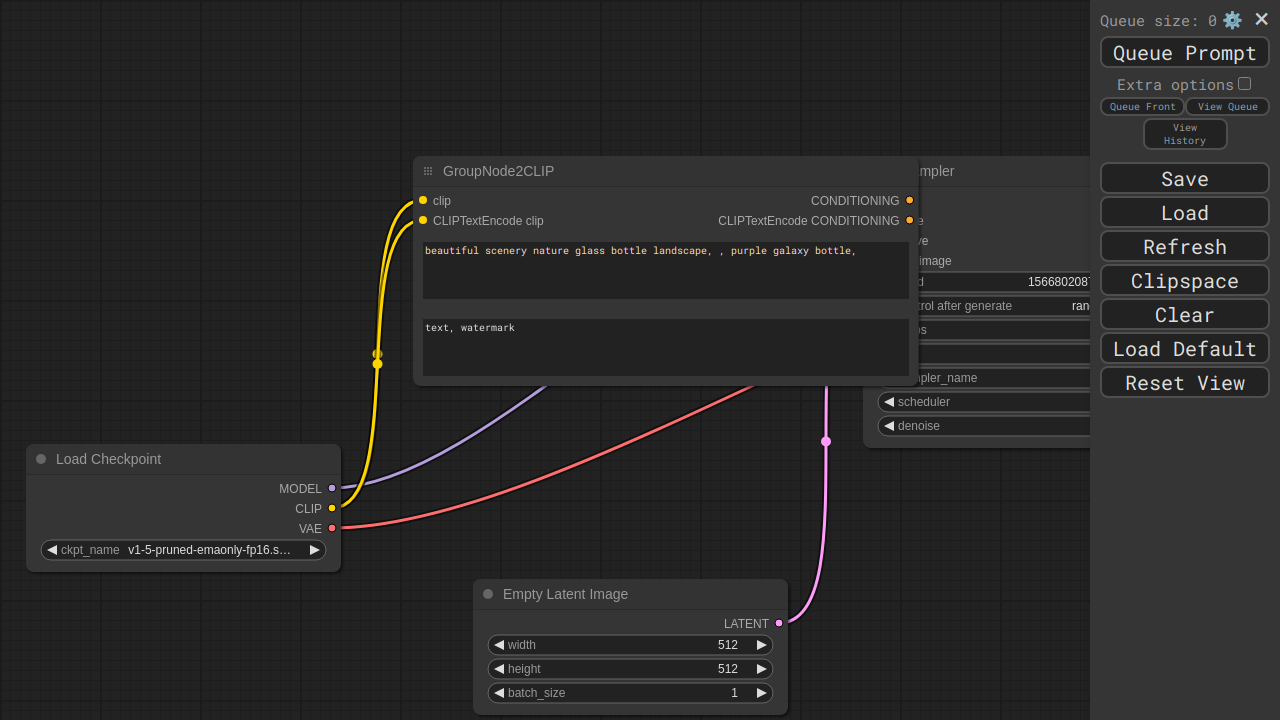 Queue size: 0
Queue Prompt
Extra options
Queue Front
View Queue
View
History
Save
Load
Refresh
Clipspace
Clear
Load Default
Reset View
GroupNode2CLIP
clip
CONDITIONING
CLIPTextEncode clip
CLIPTextEncode CONDITIONING
beautiful scenery nature glass bottle landscape, , purple galaxy bottle,
text, watermark
mpler
e
ve
image
d
156680208
trol after generate
ran
ps
mpler_name
scheduler
denoise
Load Checkpoint
MODEL
CLIP
VAE
ckpt_name v1-5-pruned-emaonly-fp16.s…
Empty Latent Image
LATENT
width 512
height 512
batch_size 1